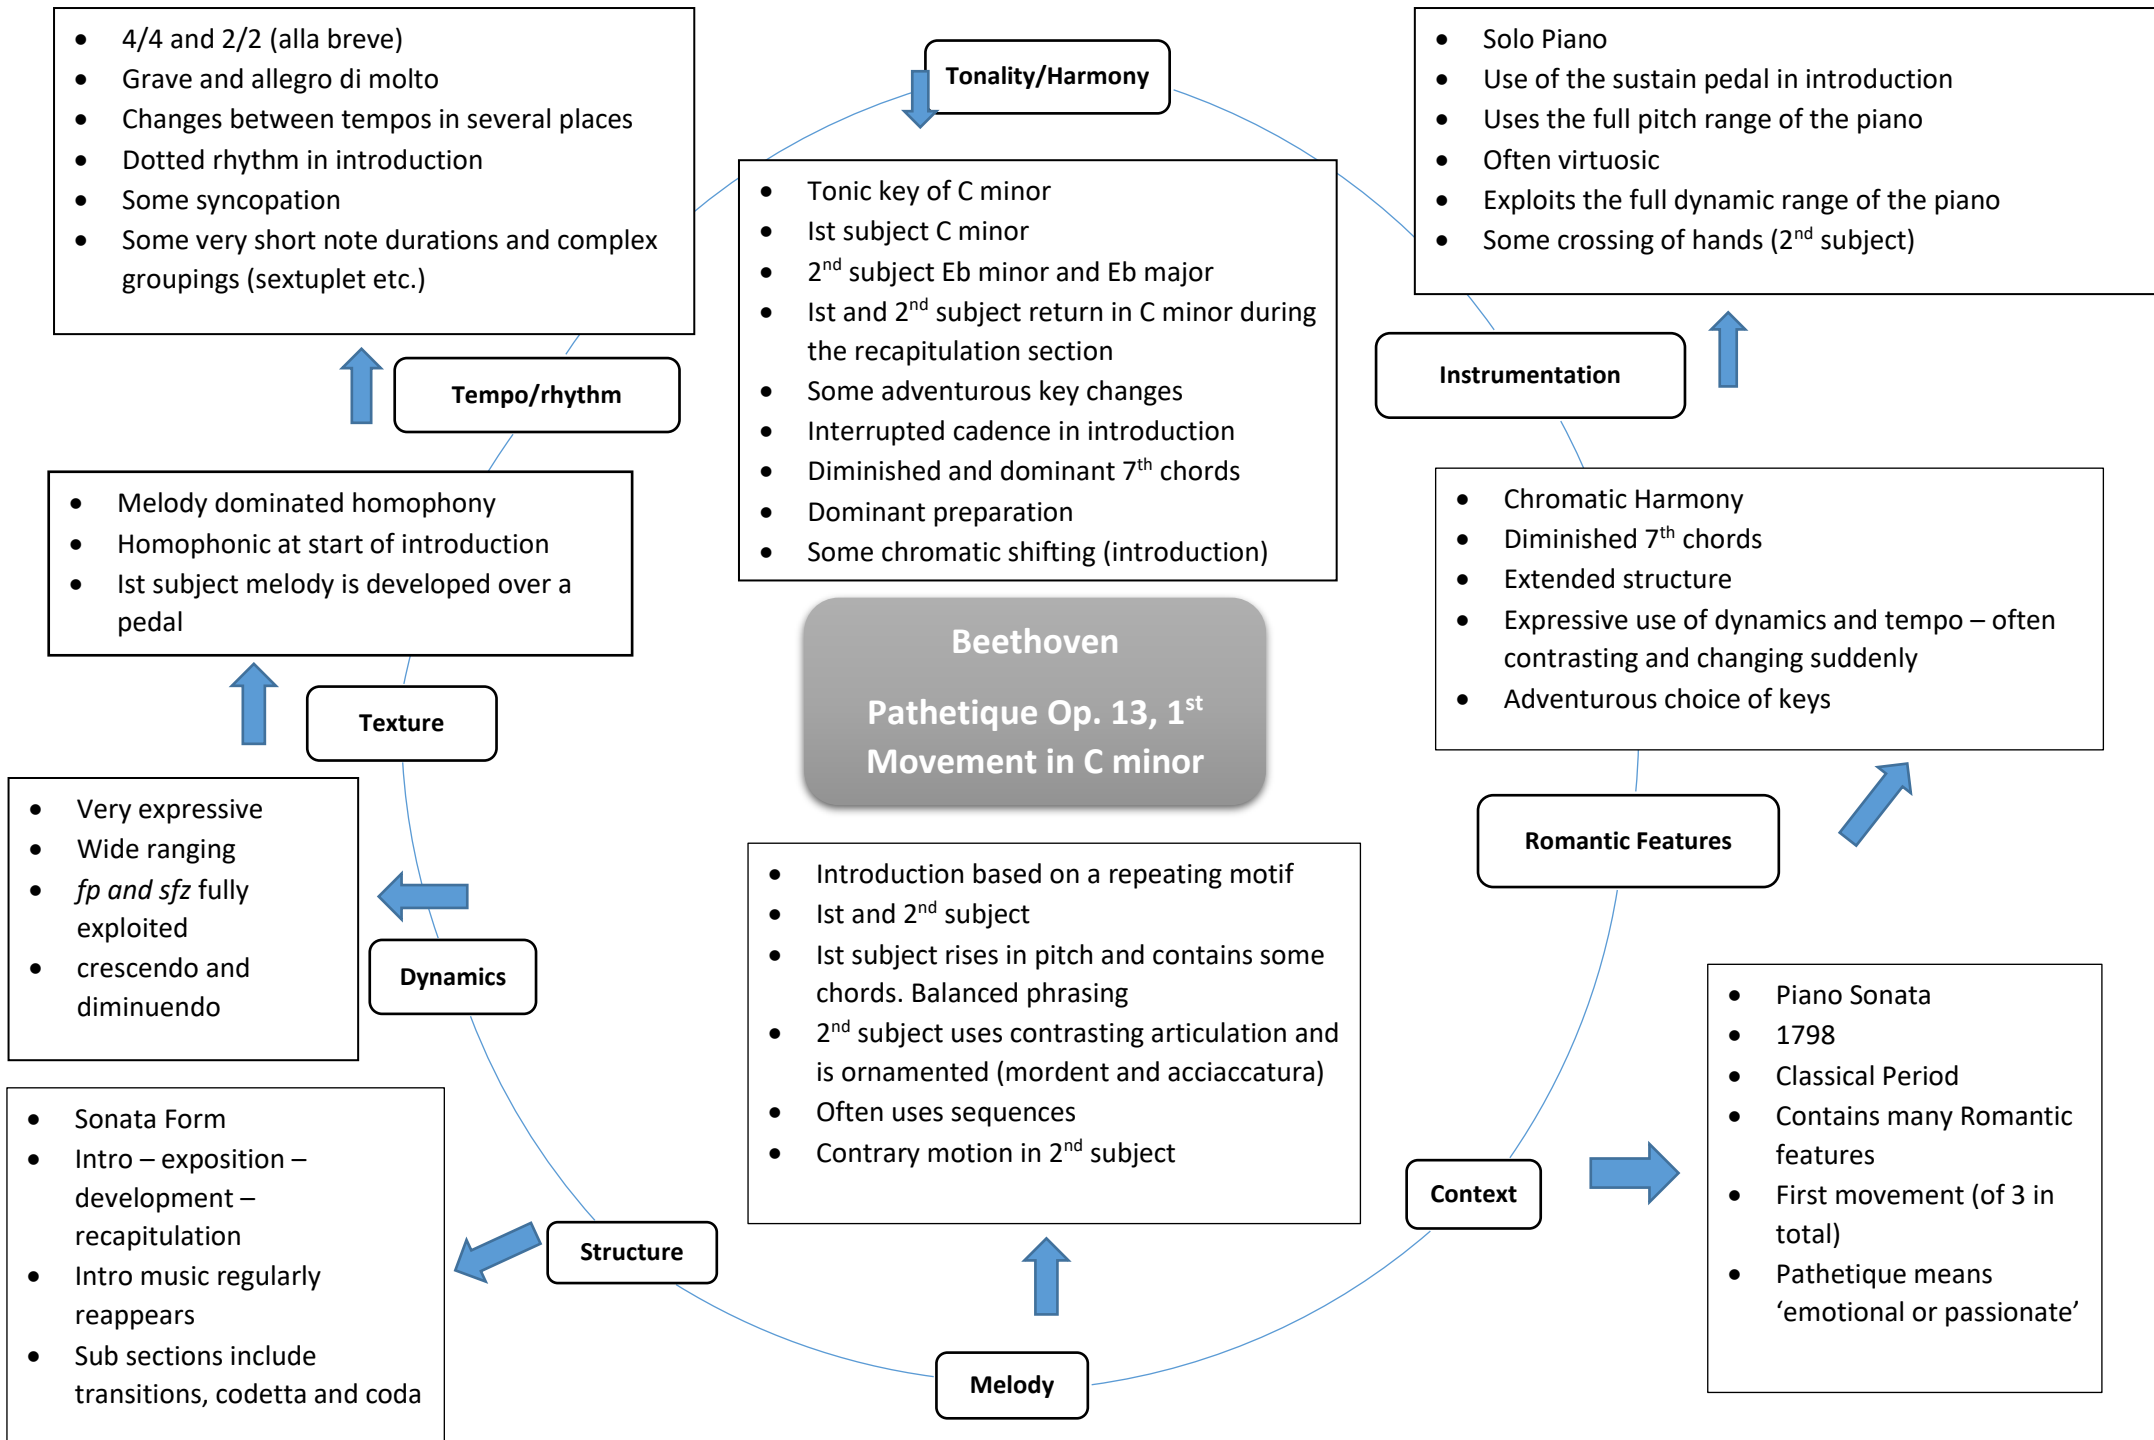 • 4/4 and 2/2 (alla breve)
• Grave and allegro di molto
• Changes between tempos in several places
• Dotted rhythm in introduction
• Some syncopation
• Some very short note durations and complex
groupings (sextuplet etc.)
Tempo/rhythm
Tonality/Harmony
• Tonic key of C minor
• Ist subject C minor
• 2nd subject Eb minor and Eb major
• Ist and 2nd subject return in C minor during
the recapitulation section
• Some adventurous key changes
• Interrupted cadence in introduction
• Diminished and dominant 7th chords
• Dominant preparation
• Some chromatic shifting (introduction)
• Solo Piano
• Use of the sustain pedal in introduction
• Uses the full pitch range of the piano
• Often virtuosic
• Exploits the full dynamic range of the piano
• Some crossing of hands (2nd subject)
Instrumentation
• Melody dominated homophony
• Homophonic at start of introduction
• Ist subject melody is developed over a
pedal
Texture
Beethoven
Pathetique Op. 13, 1st
Movement in C minor
• Chromatic Harmony
• Diminished 7th chords
• Extended structure
• Expressive use of dynamics and tempo – often
contrasting and changing suddenly
• Adventurous choice of keys
Romantic Features
• Very expressive
• Wide ranging
• fp and sfz fully
exploited
• crescendo and
diminuendo
Dynamics
• Introduction based on a repeating motif
• Ist and 2nd subject
• Ist subject rises in pitch and contains some
chords. Balanced phrasing
• 2nd subject uses contrasting articulation and
is ornamented (mordent and acciaccatura)
• Often uses sequences
• Contrary motion in 2nd subject
Melody
• Piano Sonata
• 1798
• Classical Period
• Contains many Romantic
features
• First movement (of 3 in
total)
• Pathetique means
‘emotional or passionate’
Context
• Sonata Form
• Intro – exposition –
development –
recapitulation
• Intro music regularly
reappears
• Sub sections include
transitions, codetta and coda
Structure